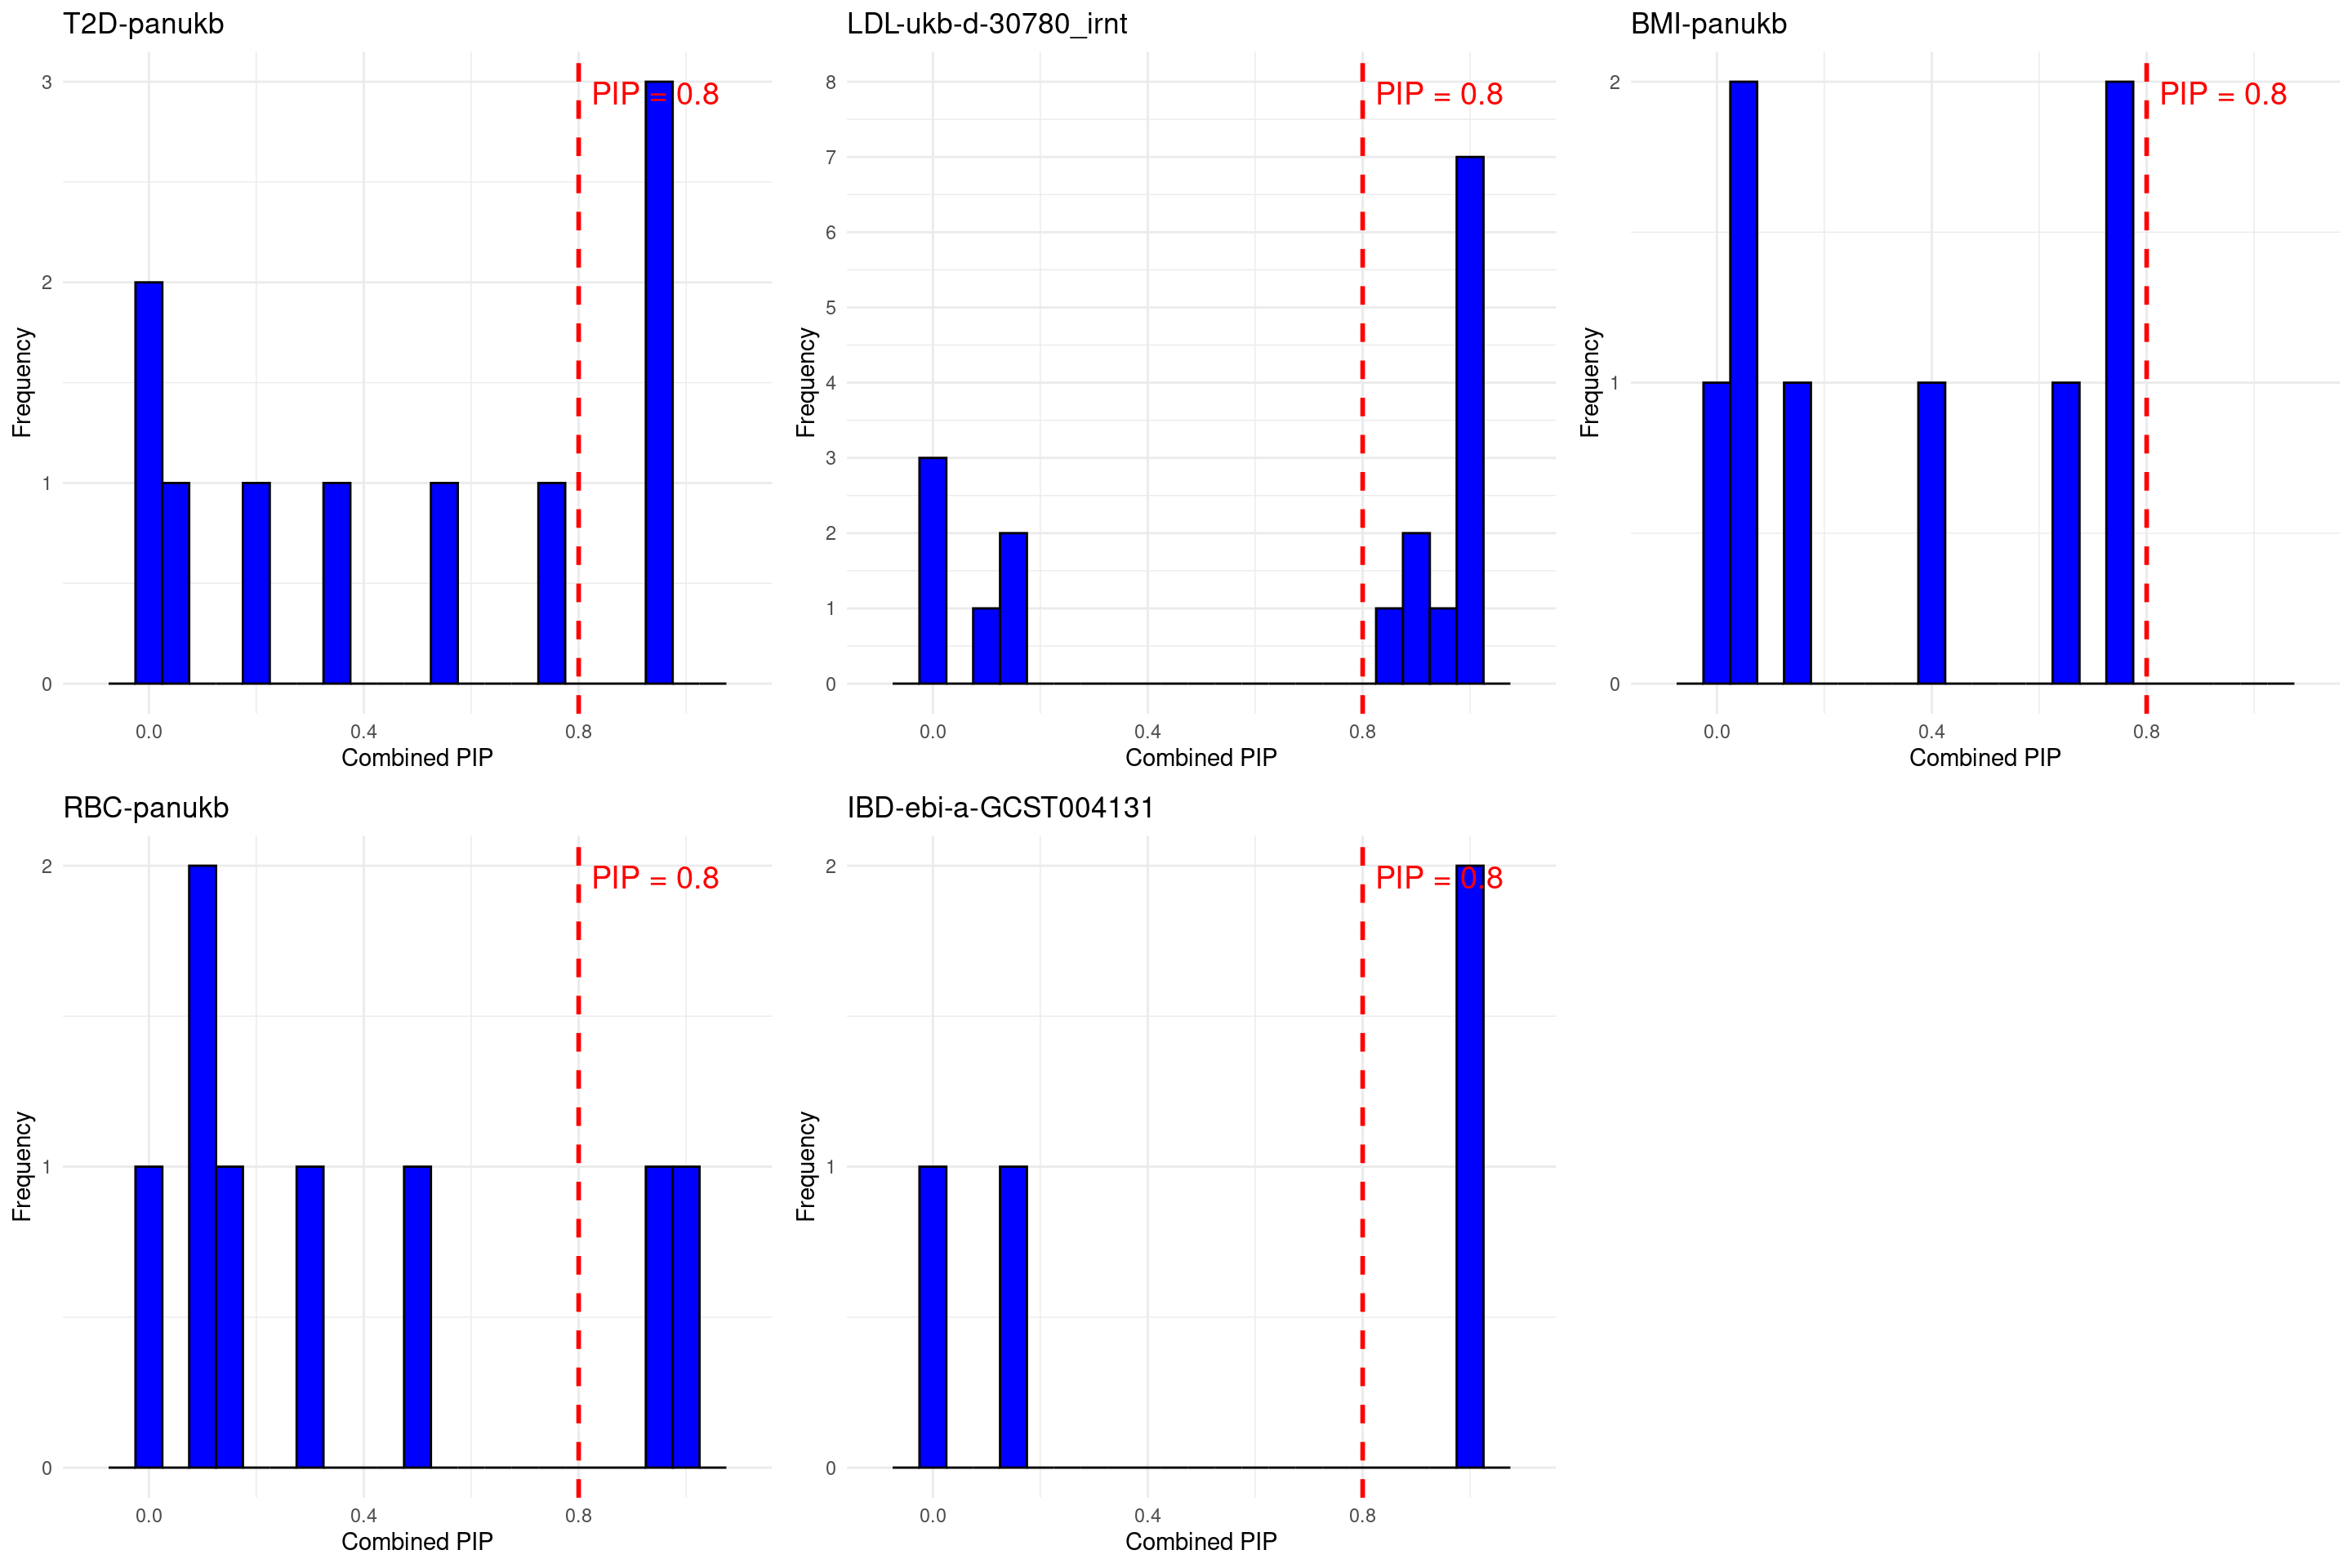 T2D-panukb
PIP = 0.8
3
2
1
0
Frequency
0.0 0.4 0.8
Combined PIP
LDL-ukb-d-30780_irnt
PIP = 0.8
8
7
6
5
4
3
2
1
0
Frequency
0.0 0.4 0.8
Combined PIP
BMI-panukb
PIP = 0.8
2
1
0
Frequency
0.0 0.4 0.8
Combined PIP
RBC-panukb
PIP = 0.8
2
1
0
Frequency
0.0 0.4 0.8
Combined PIP
IBD-ebi-a-GCST004131
PIP = 0.8
2
1
0
Frequency
0.0 0.4 0.8
Combined PIP